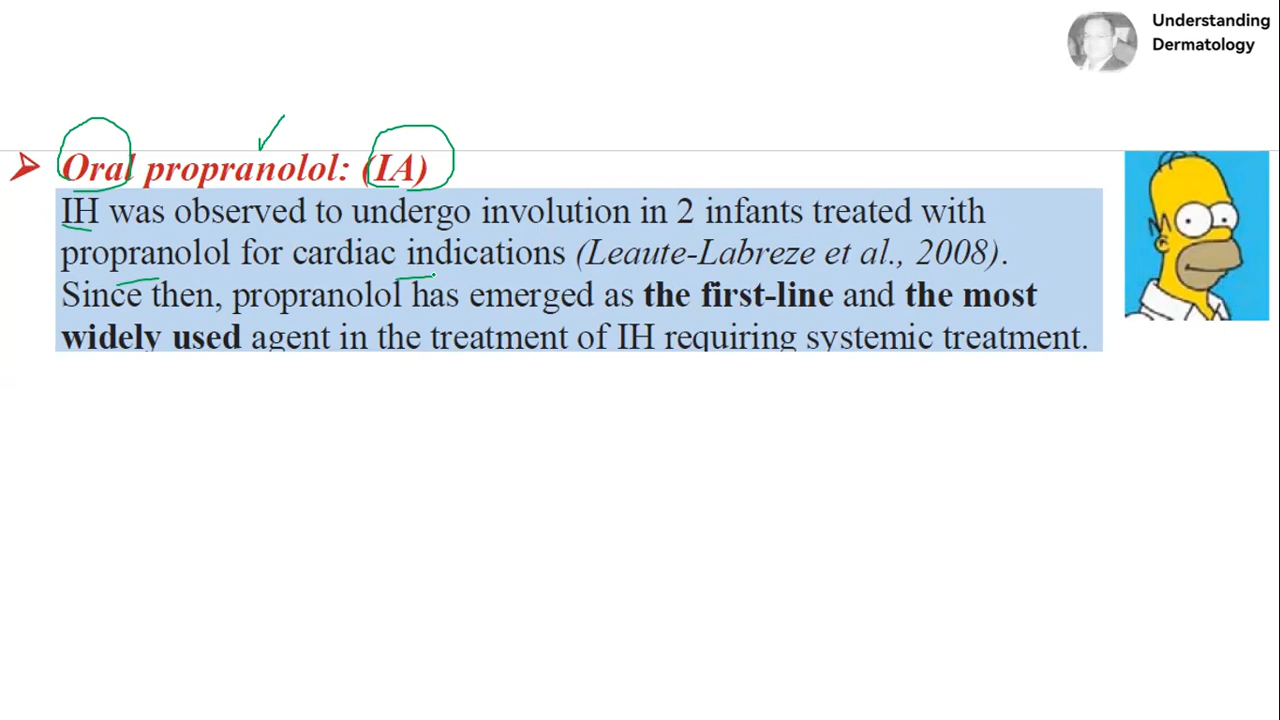 Understanding
Dermatology
Oral propranolol: (IA)
IH was observed to undergo involution in 2 infants treated with
propranolol for cardiac indications (Leaute-Labreze et al., 2008).
Since then, propranolol has emerged as the first-line and the most
widely used agent in the treatment of IH requiring systemic treatment.